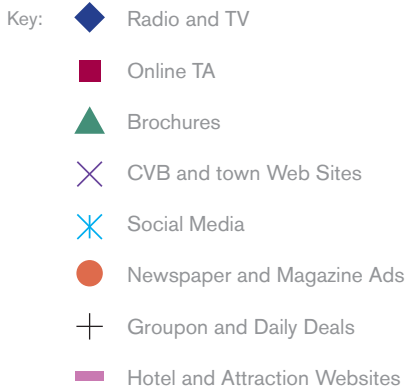 Key:
Radio and TV
Online TA
Brochures
CVB and town Web Sites
Social Media
Newspaper and Magazine Ads
Groupon and Daily Deals
Hotel and Attraction Websites